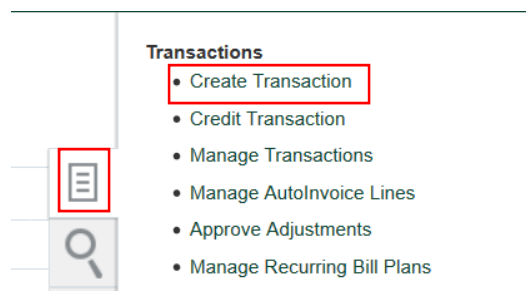 Transactions
Create Transaction
Credit Transaction
Manage Transactions
Manage AutoInvoice Lines
Approve Adjustments
Manage Recurring Bill Plans